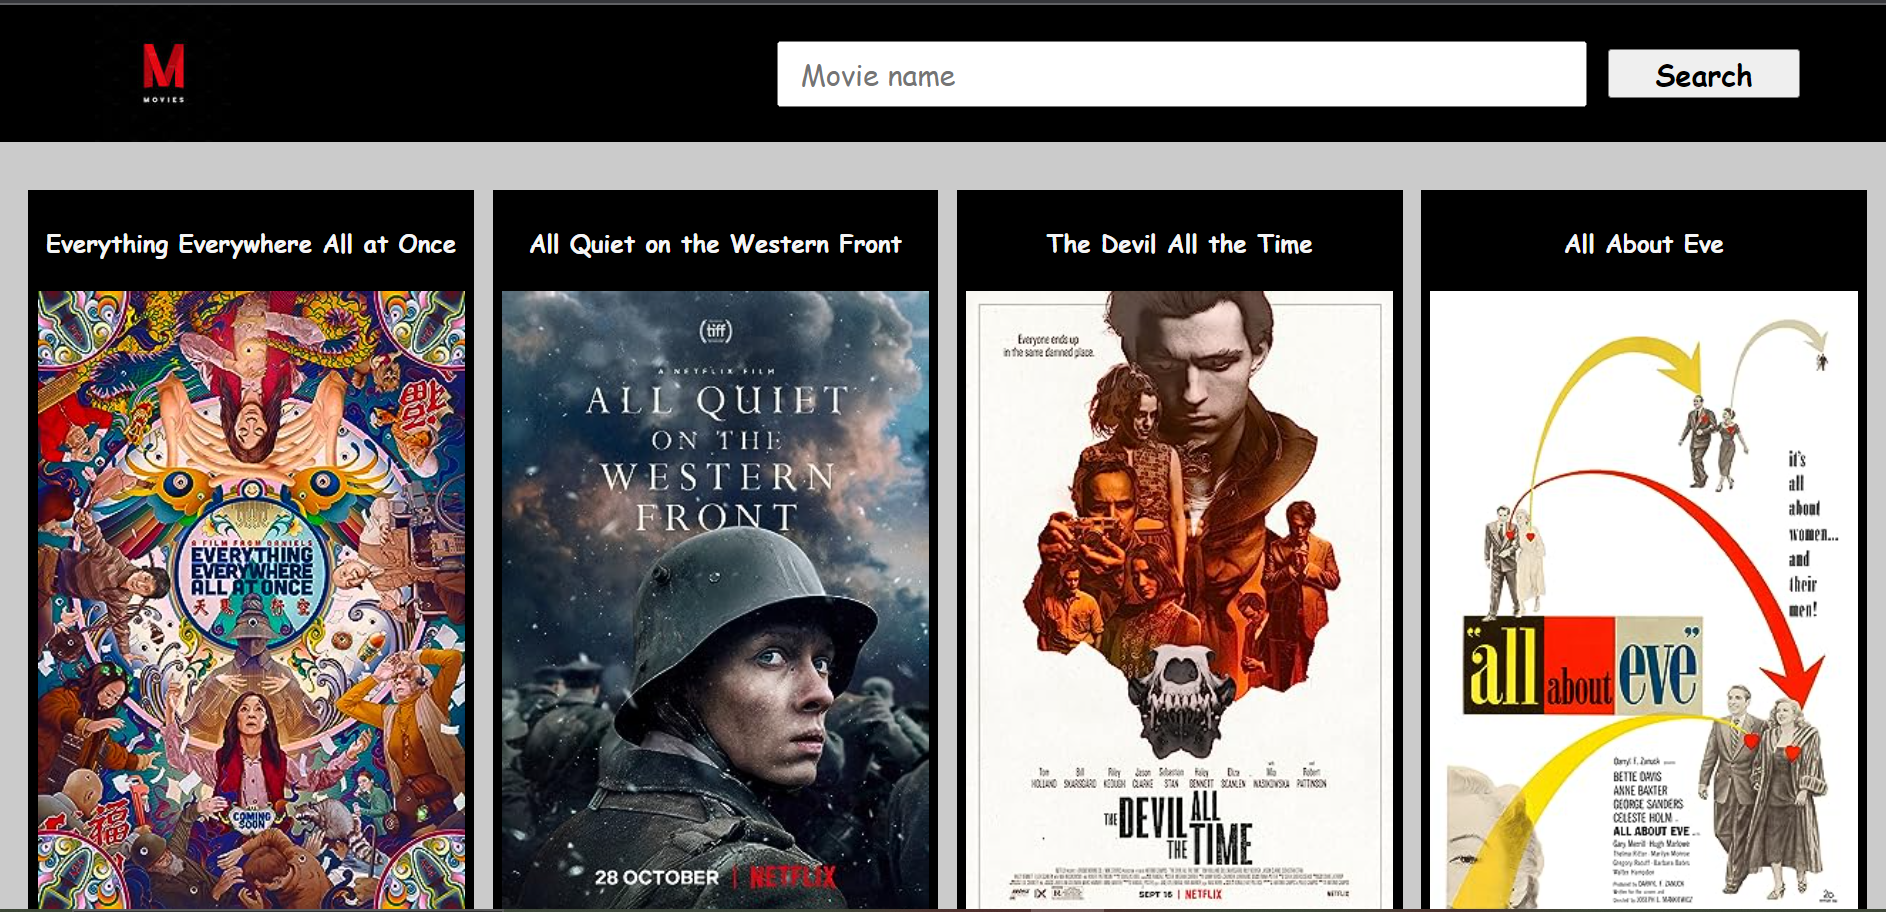 M
MOVIES
Movie name
Search
Everything Everywhere All at Once
All Quiet on the Western Front
The Devil All the Time
All About Eve
A FILM FROM DANIELS
EVERYTHING
EVERYWHERE
ALL AT ONCE
福
COMING
SOON
tiff
A NETFLIX FILM
ALL QUIET
ON THE
WESTERN
FRONT
28 OCTOBER | NETFLIX
Everyone ends up
in the same damned place.
Tom HOLLAND Bill SKARSGÅRD Riley KEOUGH Jason CLARKE Sebastian STAN Haley BENNETT Eliza SCANLEN with Mia WASIKOWSKA and Robert PATTINSON
THE DEVIL ALL
THE TIME
SEPT 16 | NETFLIX
NETFLIX
it's
all
about
women...
and
their
men!
"all about eve"
Darryl F. Zanuck
BETTE DAVIS
ANNE BAXTER
GEORGE SANDERS
CELESTE HOLM
ALL ABOUT EVE
Gary Merrill · Hugh Marlowe
Thelma Ritter · Marilyn Monroe
Gregory Ratoff · Barbara Bates
Walter Hampden
Produced by DARRYL F. ZANUCK
Written for the screen and
Directed by JOSEPH L. MANKIEWICZ
20